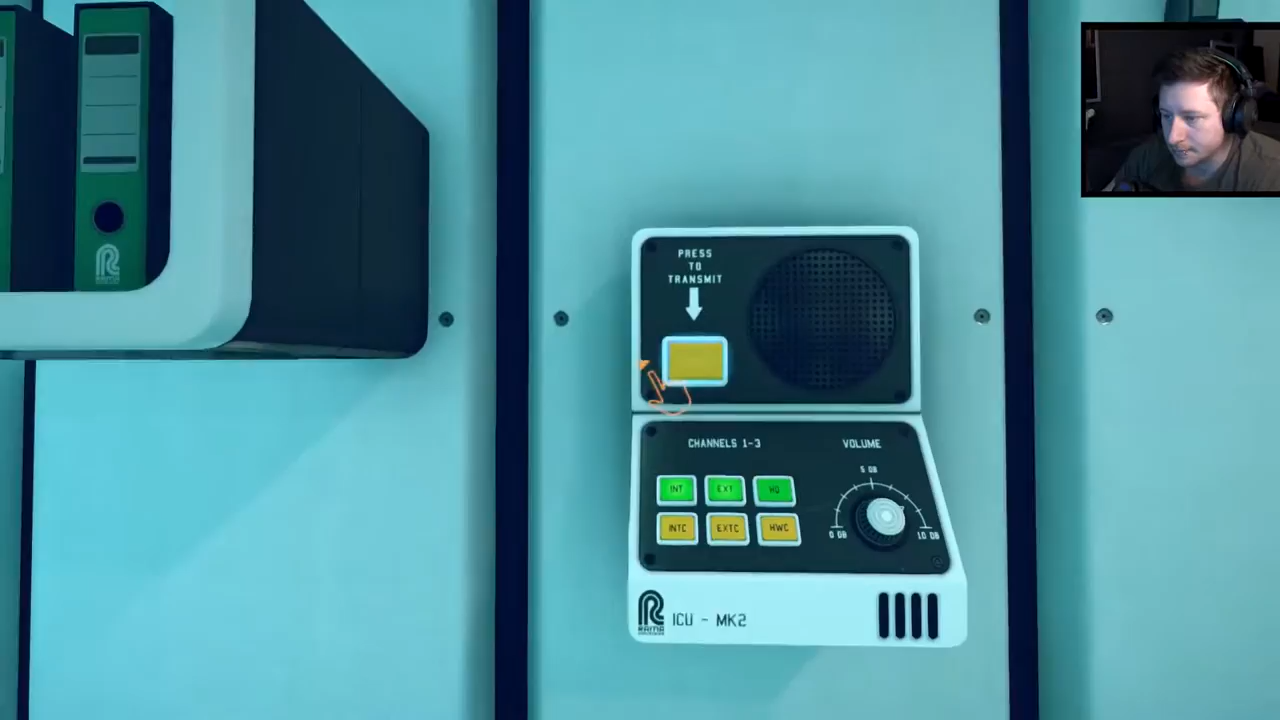 PRESS
TO
TRANSMIT
CHANNELS 1-3
VOLUME
5 DB
INT
EXT
HQ
INTC
EXTC
HWC
0 DB
10 DB
ICU - MK2
RAMA